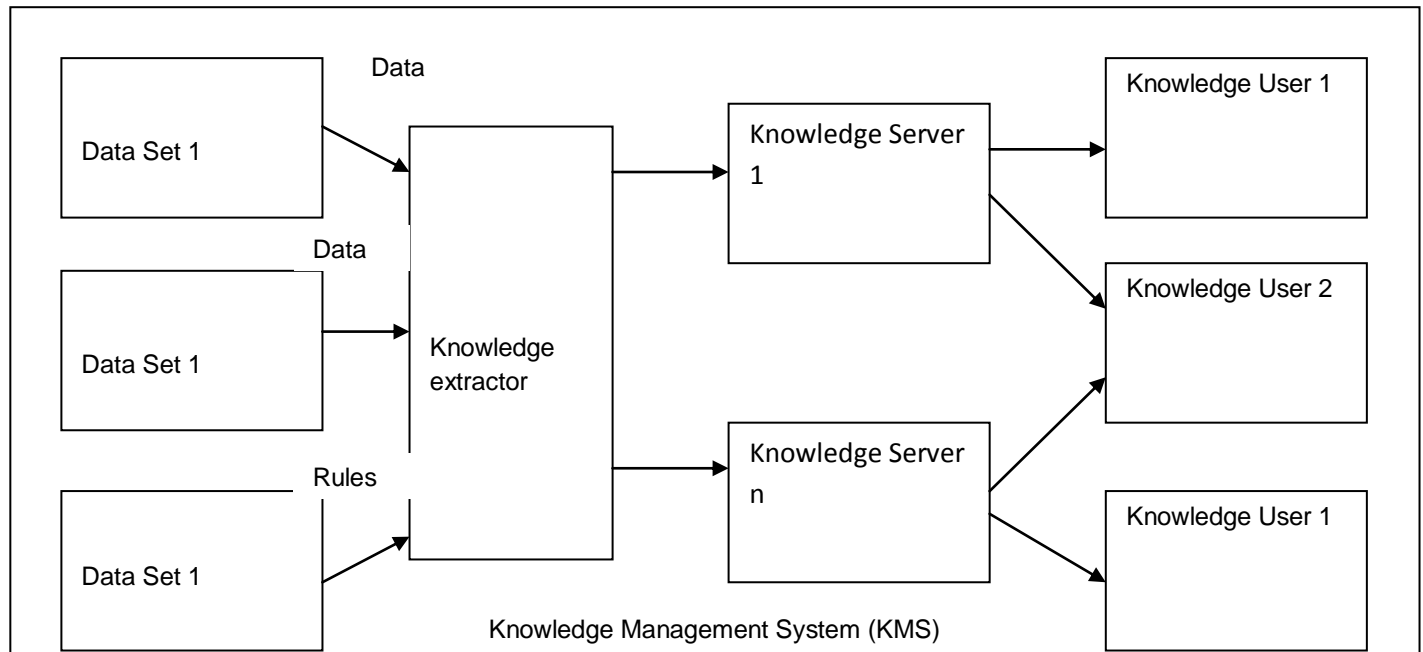 Data
Data Set 1
Data
Data Set 1
Rules
Data Set 1
Knowledge
extractor
Knowledge Server
1
Knowledge Server
n
Knowledge User 1
Knowledge User 2
Knowledge User 1
Knowledge Management System (KMS)